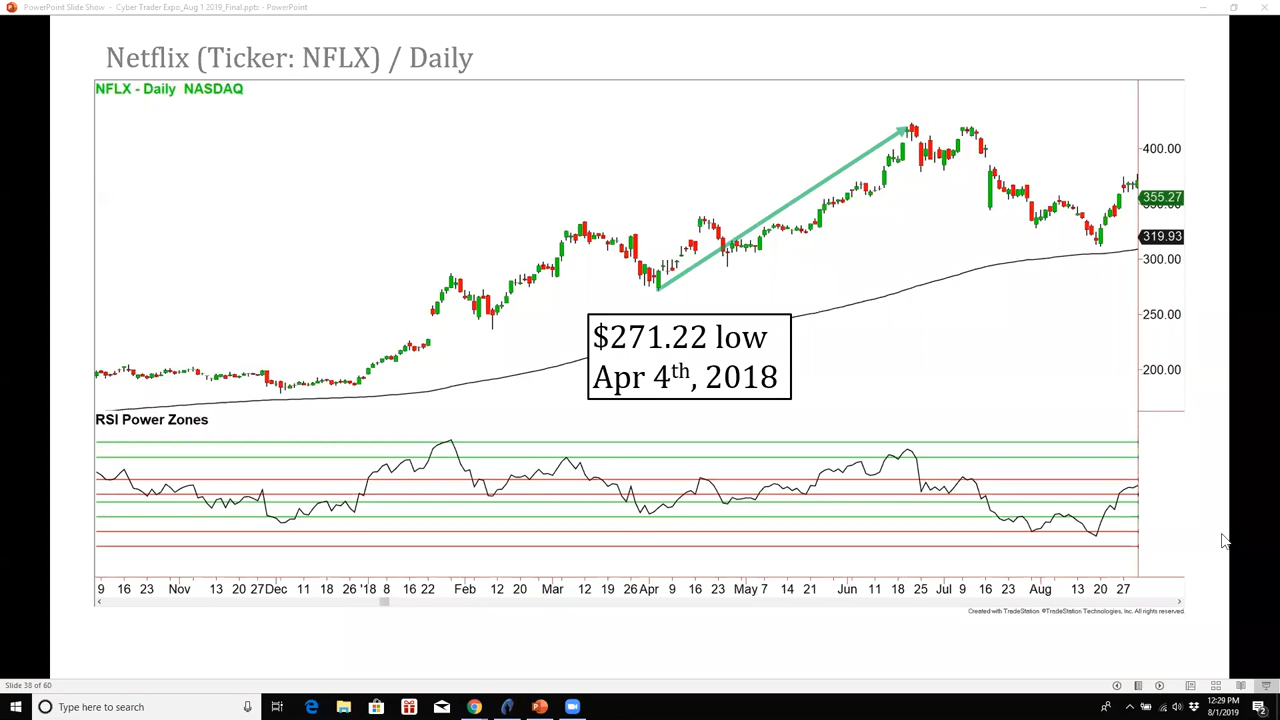 PowerPoint Slide Show - Cyber Trader Expo_Aug 1 2019_Final.pptx - PowerPoint
Netflix (Ticker: NFLX) / Daily
NFLX - Daily NASDAQ
400.00
355.27
319.93
300.00
250.00
200.00
$271.22 low
Apr 4th, 2018
RSI Power Zones
9 16 23 Nov 13 20 27 Dec 11 18 26 '18 8 16 22 Feb 12 20 Mar 12 19 26 Apr 9 16 23 May 7 14 21 Jun 11 18 25 Jul 9 16 23 Aug 13 20 27
Created with TradeStation ©TradeStation Technologies, Inc. All rights reserved.
Slide 38 of 60
Type here to search
12:29 PM
8/1/2019
2